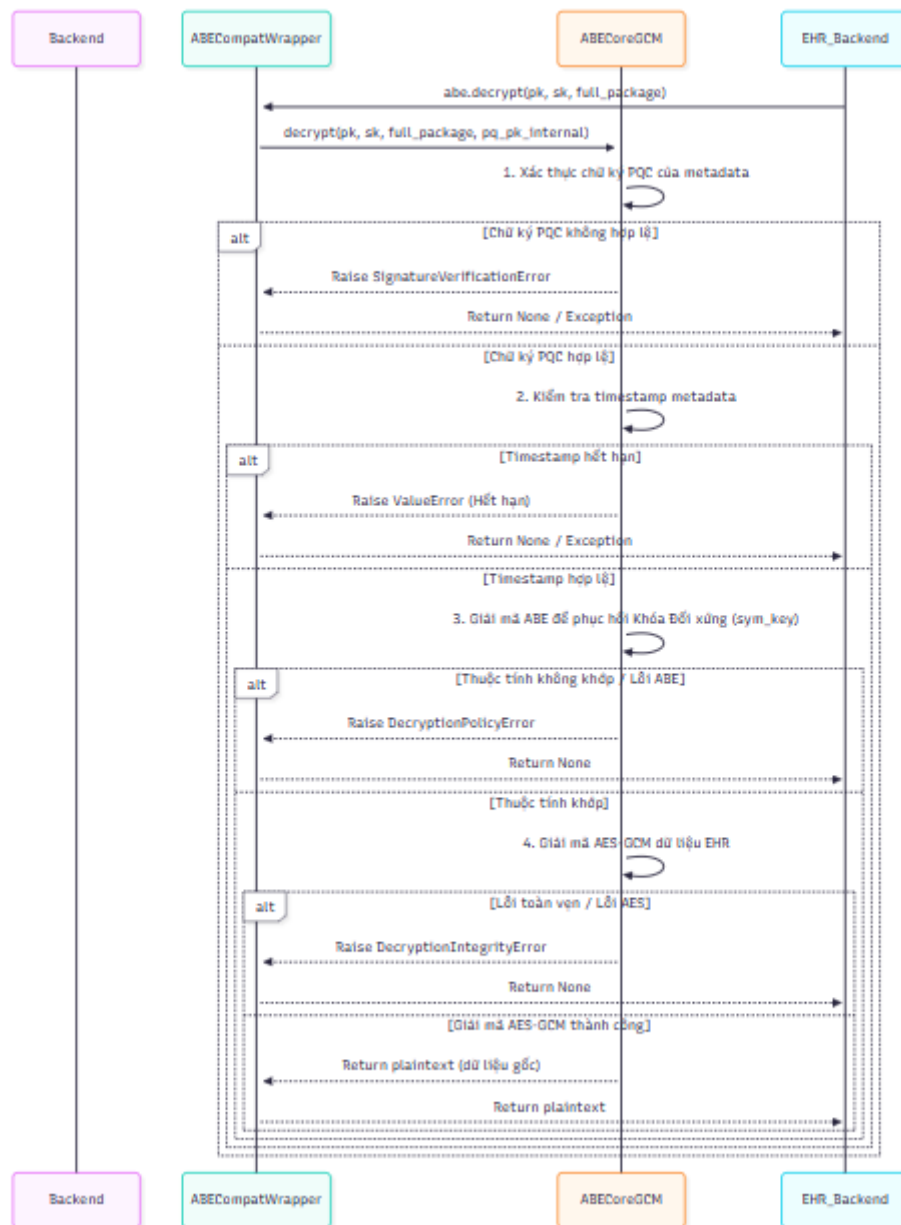 Backend
ABECompatWrapper
ABECoreGCM
EHR_Backend
abe.decrypt(pk, sk, full_package)
decrypt(pk, sk, full_package, pq_pk_internal)
1. Xác thực chữ ký PQC của metadata
alt
[Chữ ký PQC không hợp lệ]
Raise SignatureVerificationError
Return None / Exception
[Chữ ký PQC hợp lệ]
2. Kiểm tra timestamp metadata
alt
[Timestamp hết hạn]
Raise ValueError (Hết hạn)
Return None / Exception
[Timestamp hợp lệ]
3. Giải mã ABE để phục hồi Khóa Đối xứng (sym_key)
alt
[Thuộc tính không khớp / Lỗi ABE]
Raise DecryptionPolicyError
Return None
[Thuộc tính khớp]
4. Giải mã AES-GCM dữ liệu EHR
alt
[Lỗi toàn vẹn / Lỗi AES]
Raise DecryptionIntegrityError
Return None
[Giải mã AES-GCM thành công]
Return plaintext (dữ liệu gốc)
Return plaintext
Backend
ABECompatWrapper
ABECoreGCM
EHR_Backend